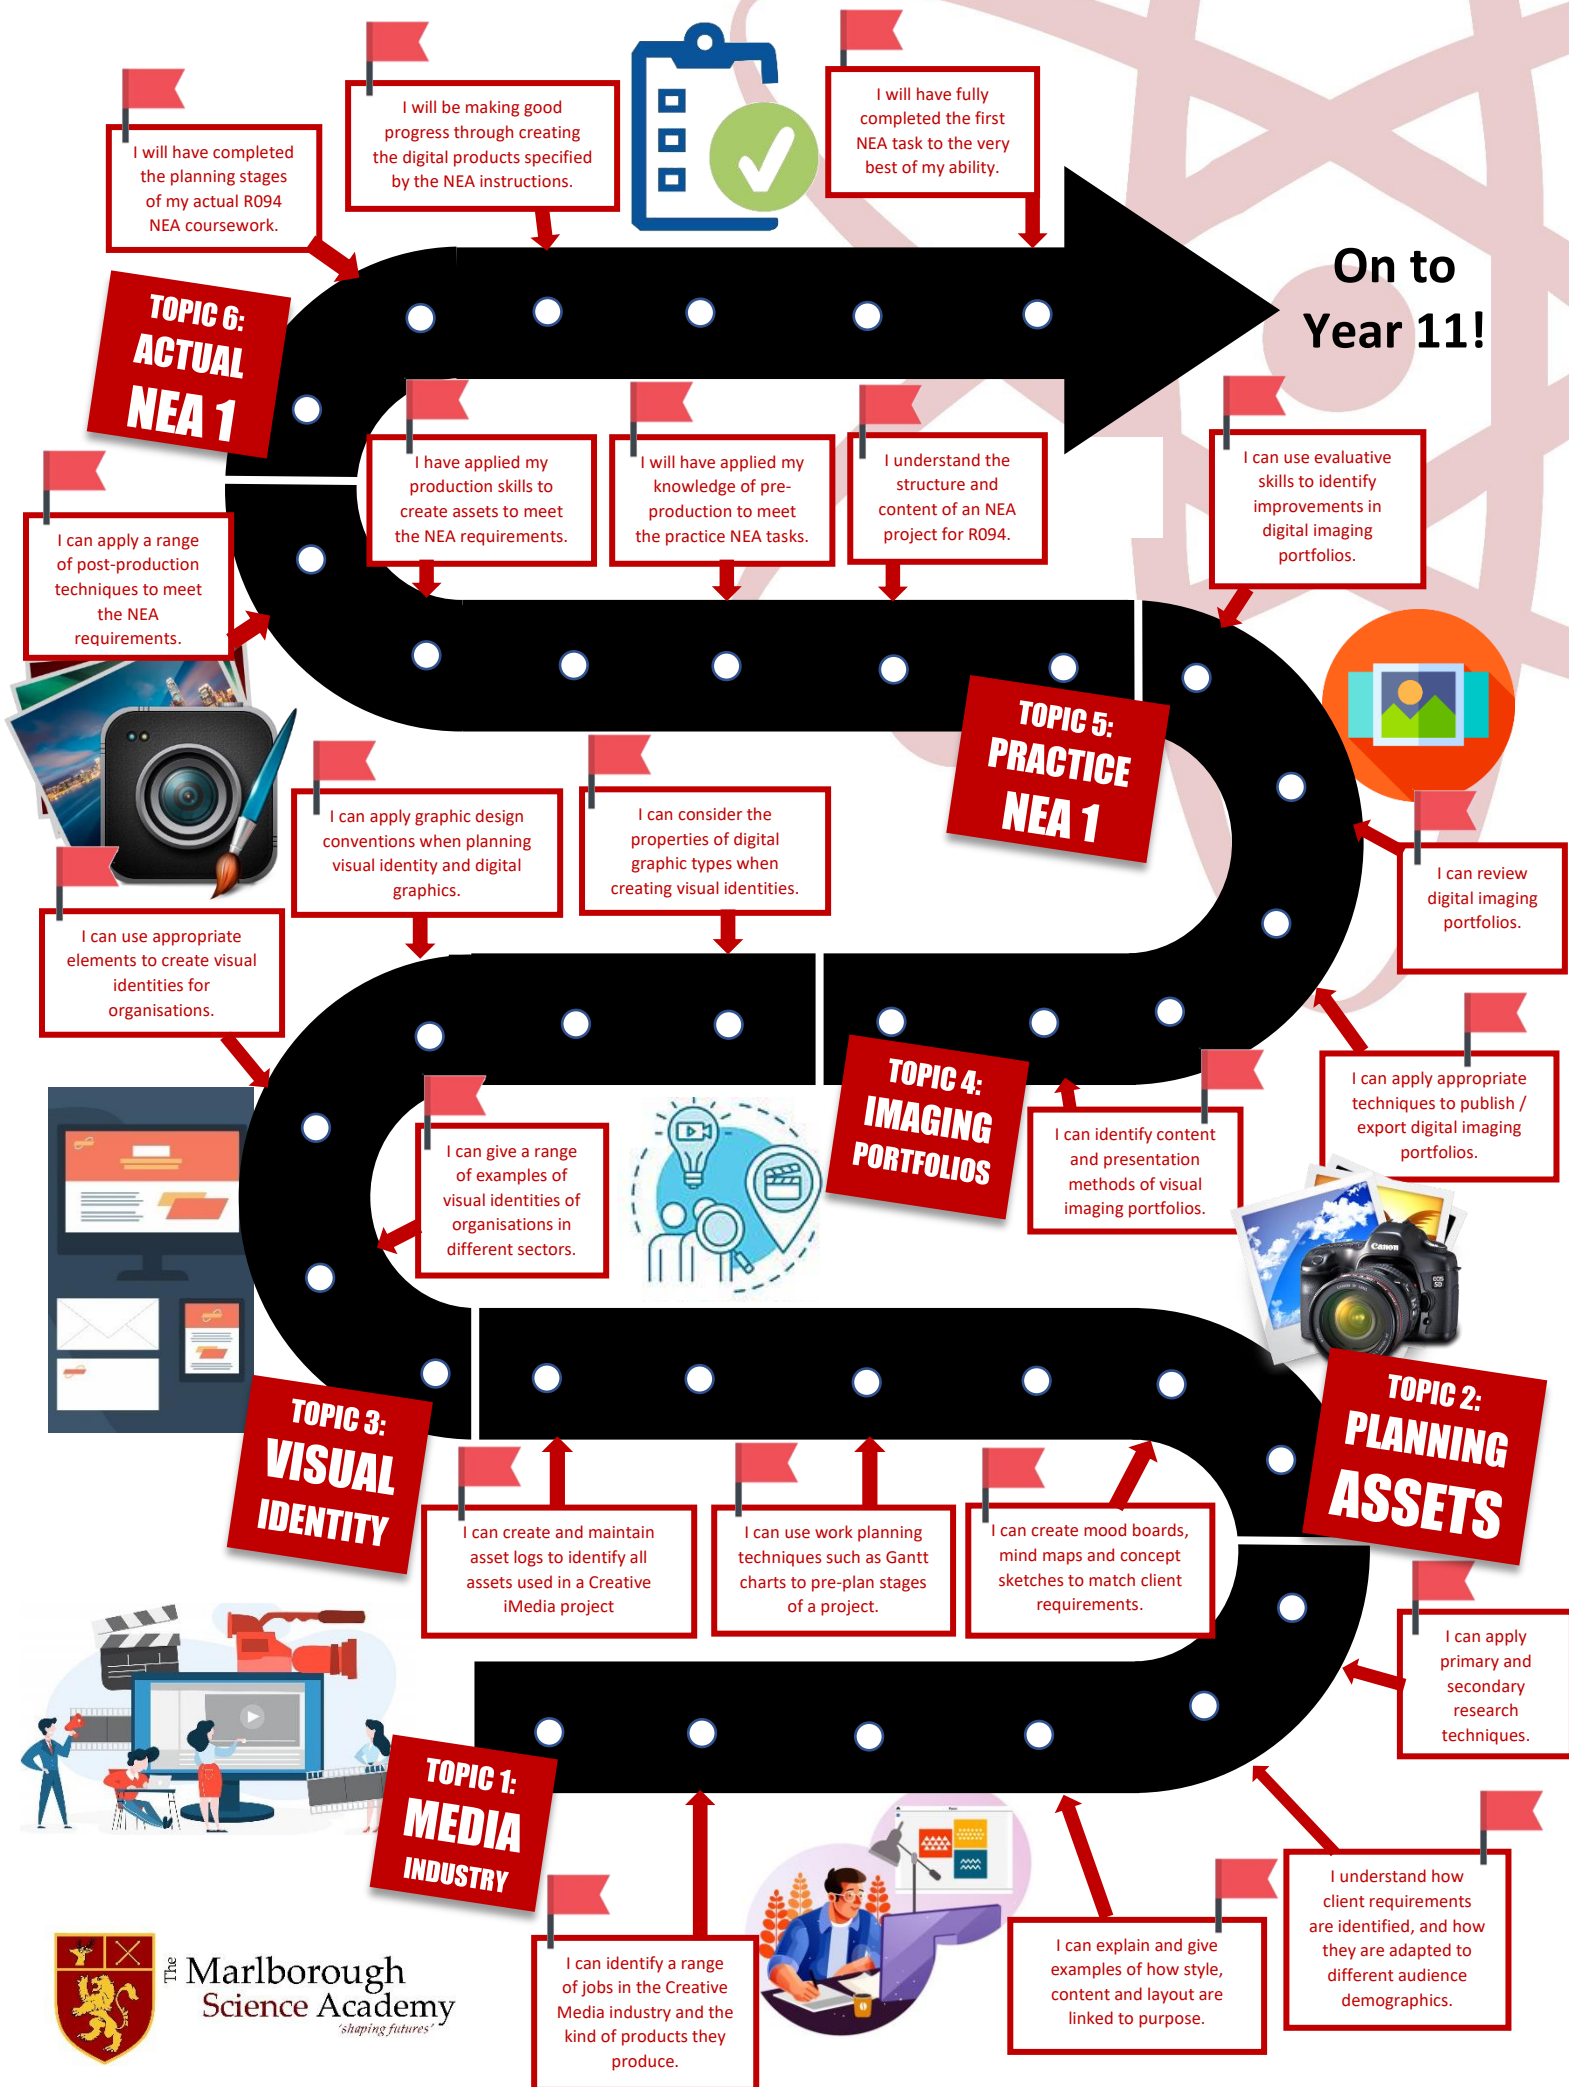 I will have completed
the planning stages
of my actual R094
NEA coursework.
I will be making good
progress through creating
the digital products specified
by the NEA instructions.
I will have fully
completed the first
NEA task to the very
best of my ability.
On to
Year 11!
TOPIC 6:
ACTUAL
NEA 1
I can apply a range
of post-production
techniques to meet
the NEA
requirements.
I have applied my
production skills to
create assets to meet
the NEA requirements.
I will have applied my
knowledge of pre-
production to meet
the practice NEA tasks.
I understand the
structure and
content of an NEA
project for R094.
I can use evaluative
skills to identify
improvements in
digital imaging
portfolios.
TOPIC 5:
PRACTICE
NEA 1
I can apply graphic design
conventions when planning
visual identity and digital
graphics.
I can consider the
properties of digital
graphic types when
creating visual identities.
I can review
digital imaging
portfolios.
I can use appropriate
elements to create visual
identities for
organisations.
TOPIC 4:
IMAGING
PORTFOLIOS
I can give a range
of examples of
visual identities of
organisations in
different sectors.
I can identify content
and presentation
methods of visual
imaging portfolios.
I can apply appropriate
techniques to publish /
export digital imaging
portfolios.
Canon
EOS
5D
TOPIC 3:
VISUAL
IDENTITY
TOPIC 2:
PLANNING
ASSETS
I can create and maintain
asset logs to identify all
assets used in a Creative
iMedia project
I can use work planning
techniques such as Gantt
charts to pre-plan stages
of a project.
I can create mood boards,
mind maps and concept
sketches to match client
requirements.
I can apply
primary and
secondary
research
techniques.
TOPIC 1:
MEDIA
INDUSTRY
I can identify a range
of jobs in the Creative
Media industry and the
kind of products they
produce.
I can explain and give
examples of how style,
content and layout are
linked to purpose.
I understand how
client requirements
are identified, and how
they are adapted to
different audience
demographics.
The
Marlborough
Science Academy
'shaping futures'